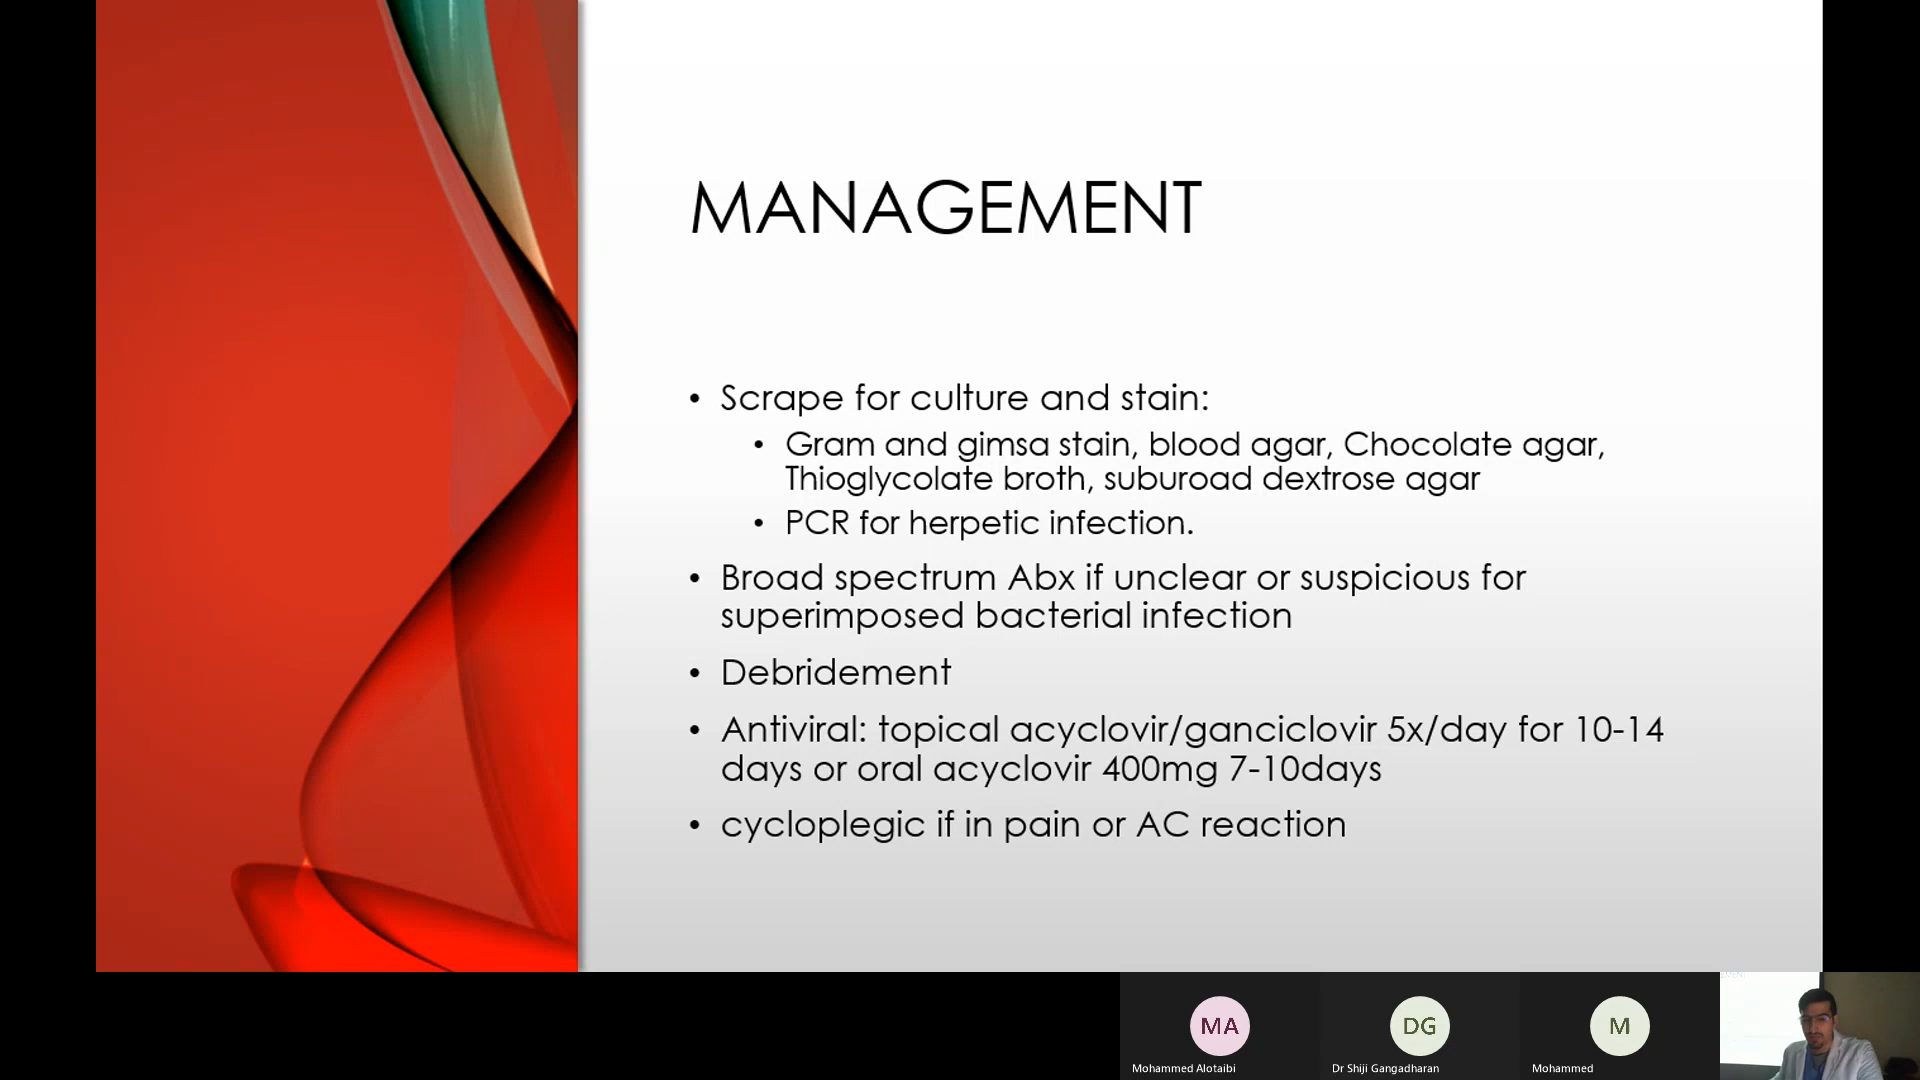 MANAGEMENT
• Scrape for culture and stain:
• Gram and gimsa stain, blood agar, Chocolate agar,
Thioglycolate broth, suburoad dextrose agar
• PCR for herpetic infection.
• Broad spectrum Abx if unclear or suspicious for
superimposed bacterial infection
• Debridement
• Antiviral: topical acyclovir/ganciclovir 5x/day for 10-14
days or oral acyclovir 400mg 7-10days
• cycloplegic if in pain or AC reaction
MA
DG
M
Mohammed Alotaibi
Dr Shiji Gangadharan
Mohammed